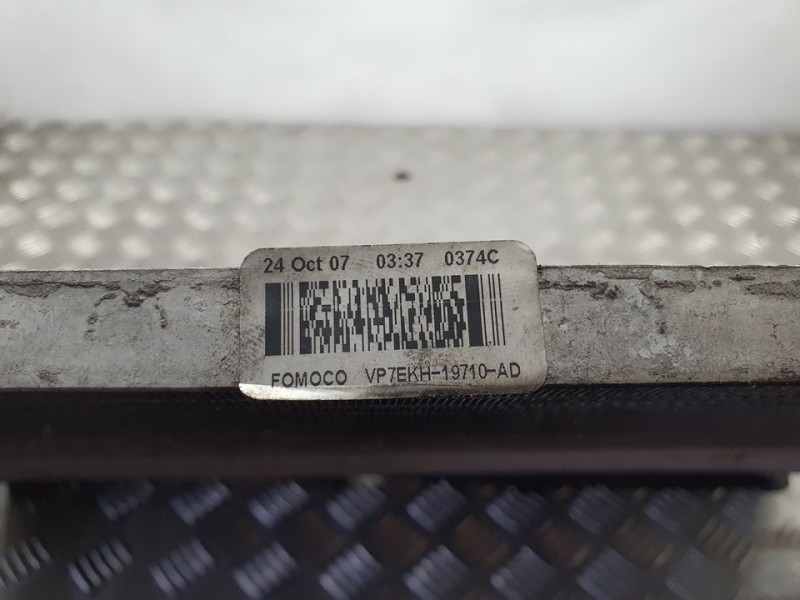 24 Oct 07 03:37 0374C
FOMOCO VP7EKH-19710-AD